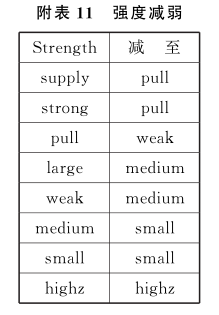 附表 11 强度减弱
Strength 减 至
supply pull
strong pull
pull weak
large medium
weak medium
medium small
small small
highz highz